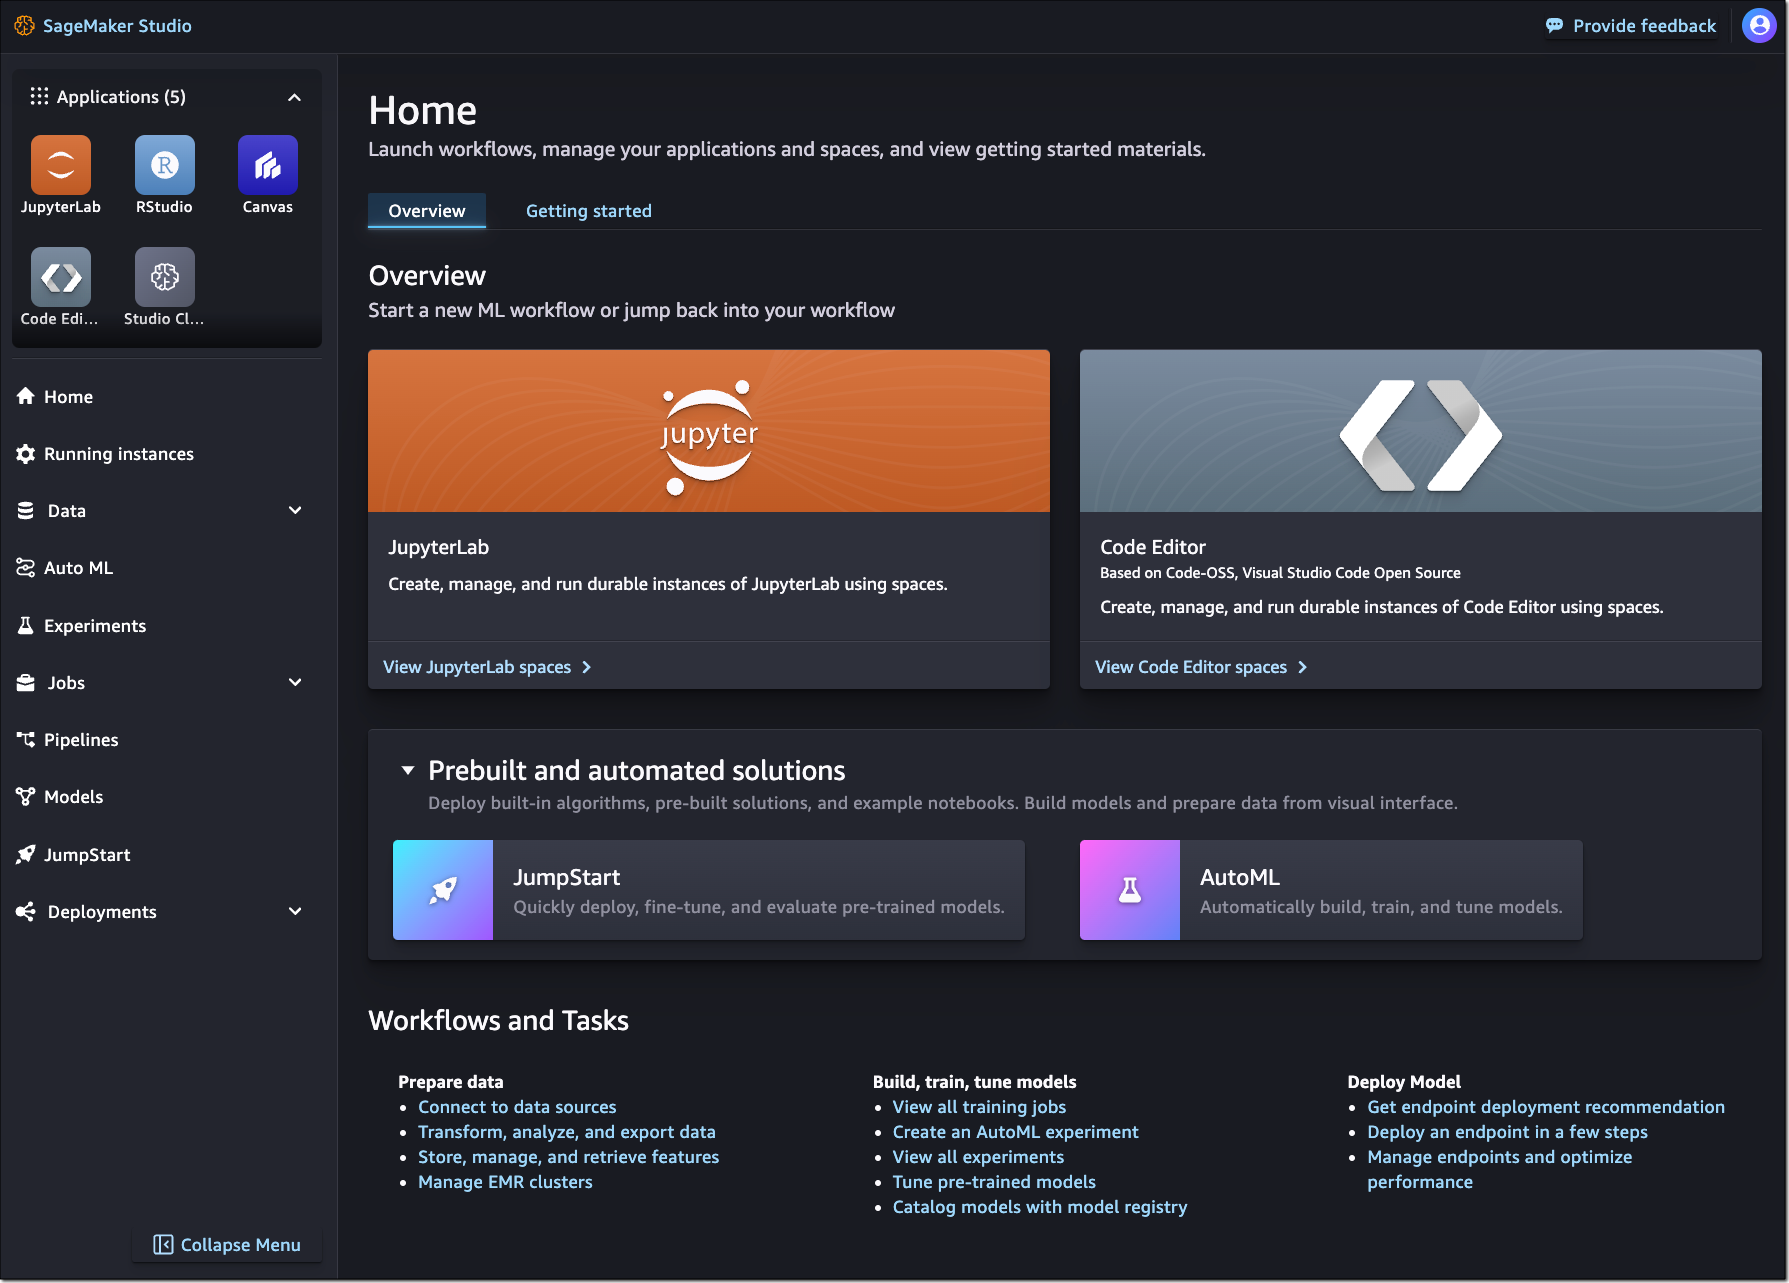 SageMaker Studio
Provide feedback
Applications (5)
JupyterLab
RStudio
Canvas
Code Edi...
Studio Cl...
Home
Running instances
Data
Auto ML
Experiments
Jobs
Pipelines
Models
JumpStart
Deployments
Collapse Menu
Home
Launch workflows, manage your applications and spaces, and view getting started materials.
Overview
Getting started
Overview
Start a new ML workflow or jump back into your workflow
jupyter
JupyterLab
Create, manage, and run durable instances of JupyterLab using spaces.
View JupyterLab spaces
Code Editor
Based on Code-OSS, Visual Studio Code Open Source
Create, manage, and run durable instances of Code Editor using spaces.
View Code Editor spaces
Prebuilt and automated solutions
Deploy built-in algorithms, pre-built solutions, and example notebooks. Build models and prepare data from visual interface.
JumpStart
Quickly deploy, fine-tune, and evaluate pre-trained models.
AutoML
Automatically build, train, and tune models.
Workflows and Tasks
Prepare data
Connect to data sources
Transform, analyze, and export data
Store, manage, and retrieve features
Manage EMR clusters
Build, train, tune models
View all training jobs
Create an AutoML experiment
View all experiments
Tune pre-trained models
Catalog models with model registry
Deploy Model
Get endpoint deployment recommendation
Deploy an endpoint in a few steps
Manage endpoints and optimize
performance